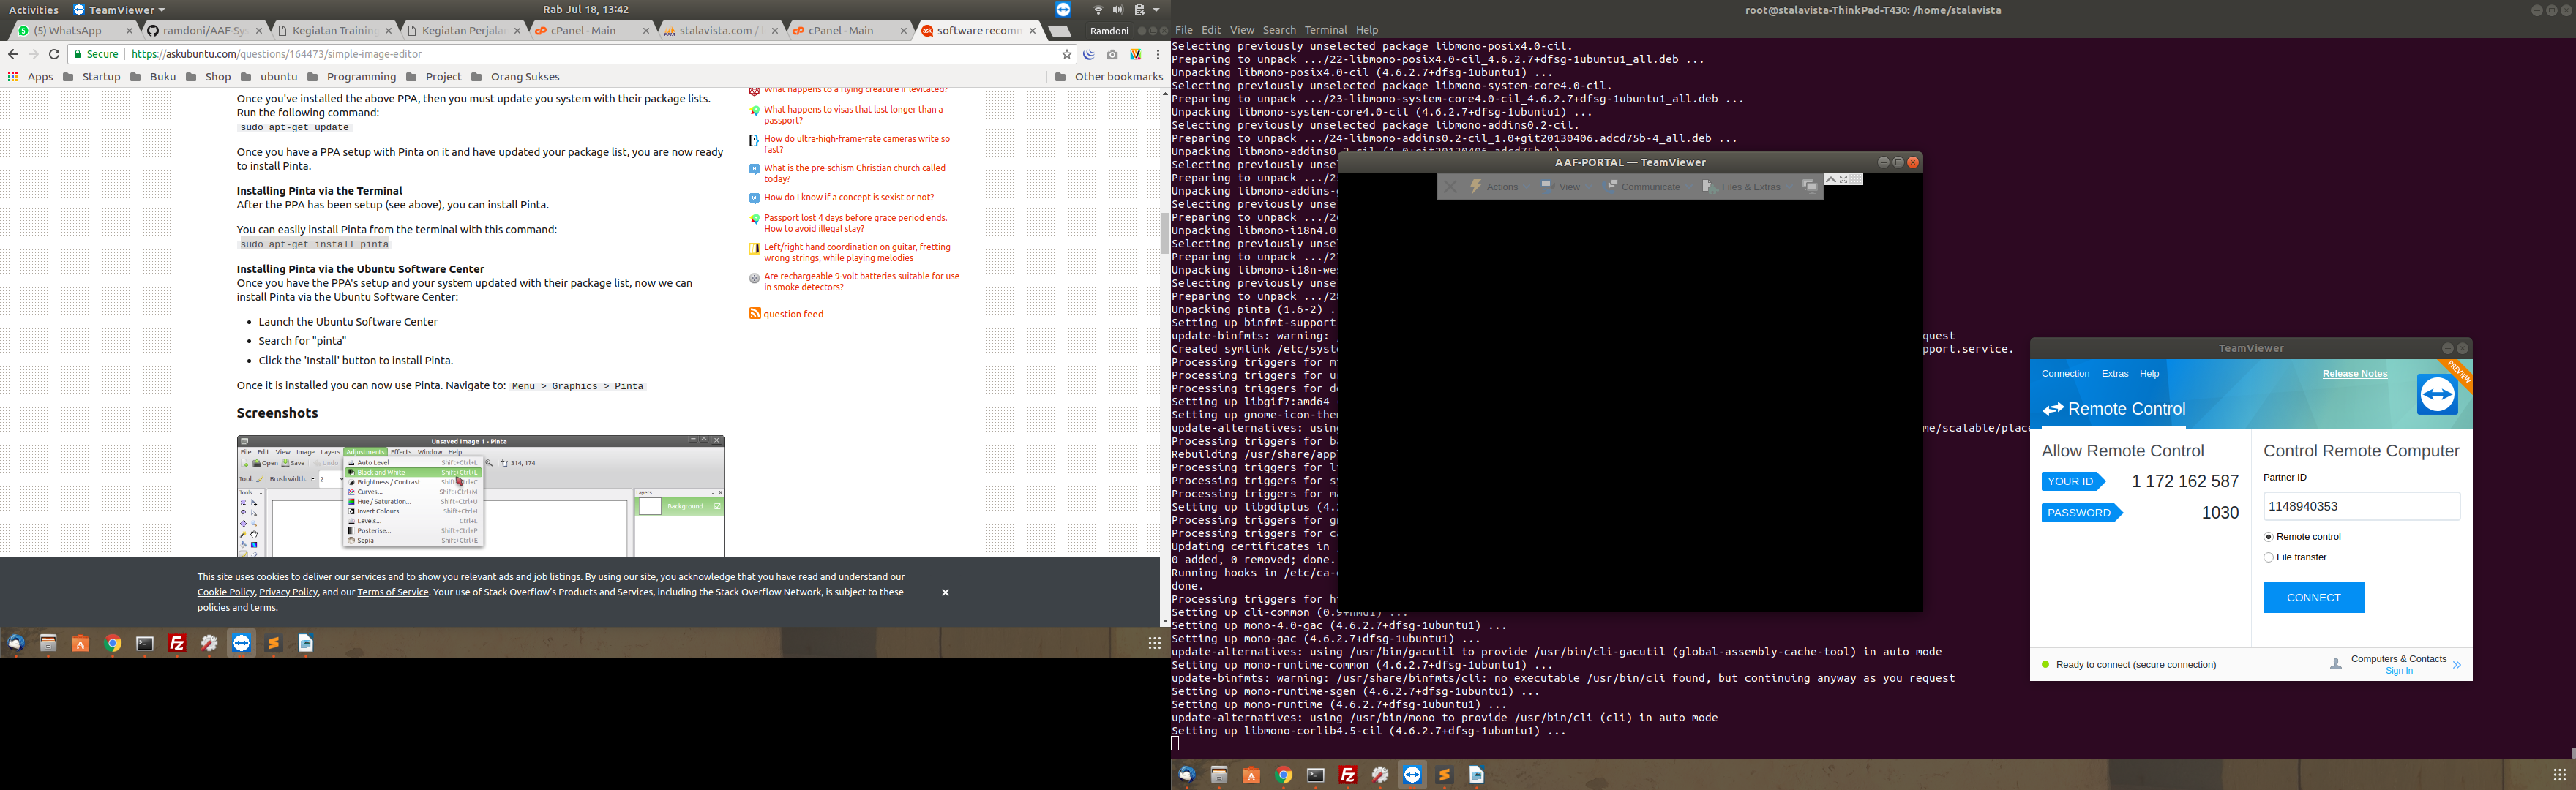 Activities
TeamViewer
Rab Jul 18, 13:42
(5) WhatsApp
ramdoni/AAF-Sy
Kegiatan Training
Kegiatan Perjala
cPanel - Main
stalavista.com /
cPanel - Main
software recom
Ramdoni
Secure
https://askubuntu.com/questions/164473/simple-image-editor
Apps
Startup
Buku
Shop
ubuntu
Programming
Project
Orang Sukses
Other bookmarks
Once you've installed the above PPA, then you must update you system with their package lists.
Run the following command:
sudo apt-get update
Once you have a PPA setup with Pinta on it and have updated your package list, you are now ready
to install Pinta.
Installing Pinta via the Terminal
After the PPA has been setup (see above), you can install Pinta.
You can easily install Pinta from the terminal with this command:
sudo apt-get install pinta
Installing Pinta via the Ubuntu Software Center
Once you have the PPA's setup and your system updated with their package list, now we can
install Pinta via the Ubuntu Software Center:
• Launch the Ubuntu Software Center
• Search for "pinta"
• Click the 'Install' button to install Pinta.
Once it is installed you can now use Pinta. Navigate to: Menu > Graphics > Pinta
Screenshots
Unsaved Image 1 - Pinta
File Edit View Image Layers Adjustments Effects Window Help
Open Save Undo
314, 174
Tool: Brush width: 2
Tools
Auto Level Shift+Ctrl+L
Black and White
Brightness / Contrast...
Curves... Shift+Ctrl+M
Hue / Saturation... Shift+Ctrl+U
Invert Colours Shift+Ctrl+I
Levels... Ctrl+L
Posterise... Shift+Ctrl+P
Sepia Shift+Ctrl+E
Layers
Background
What happens to a flying creature if levitated?
What happens to visas that last longer than a
passport?
How do ultra-high-frame-rate cameras write so
fast?
What is the pre-schism Christian church called
today?
How do I know if a concept is sexist or not?
Passport lost 4 days before grace period ends.
How to avoid illegal stay?
Left/right hand coordination on guitar, fretting
wrong strings, while playing melodies
Are rechargeable 9-volt batteries suitable for use
in smoke detectors?
question feed
This site uses cookies to deliver our services and to show you relevant ads and job listings. By using our site, you acknowledge that you have read and understand our
Cookie Policy, Privacy Policy, and our Terms of Service. Your use of Stack Overflow's Products and Services, including the Stack Overflow Network, is subject to these
policies and terms.
root@stalavista-ThinkPad-T430: /home/stalavista
File Edit View Search Terminal Help
Selecting previously unselected package libmono-posix4.0-cil.
Preparing to unpack .../22-libmono-posix4.0-cil_4.6.2.7+dfsg-1ubuntu1_all.deb ...
Unpacking libmono-posix4.0-cil (4.6.2.7+dfsg-1ubuntu1) ...
Selecting previously unselected package libmono-system-core4.0-cil.
Preparing to unpack .../23-libmono-system-core4.0-cil_4.6.2.7+dfsg-1ubuntu1_all.deb ...
Unpacking libmono-system-core4.0-cil (4.6.2.7+dfsg-1ubuntu1) ...
Selecting previously unselected package libmono-addins0.2-cil.
Preparing to unpack .../24-libmono-addins0.2-cil_1.0+git20130406.adcd75b-4_all.deb ...
Unpacking libmono-addins0.2-cil (1.0+git20130406.adcd75b-4) ...
Selecting previously unse
Preparing to unpack .../2
Unpacking libmono-addins-
Selecting previously unse
Preparing to unpack .../2
Unpacking libmono-i18n4.0
Selecting previously unse
Preparing to unpack .../2
Unpacking libmono-i18n-we
Selecting previously unse
Preparing to unpack .../2
Unpacking pinta (1.6-2) .
Setting up binfmt-support
update-binfmts: warning: quest
Created symlink /etc/syst pport.service.
Processing triggers for m
Processing triggers for u
Processing triggers for d
Setting up libgif7:amd64
Setting up gnome-icon-the
update-alternatives: usin me/scalable/place
Processing triggers for b
Rebuilding /usr/share/app
Processing triggers for l
Processing triggers for s
Processing triggers for m
Setting up libgdiplus (4.
Processing triggers for g
Processing triggers for c
Updating certificates in
0 added, 0 removed; done.
Running hooks in /etc/ca-
done.
Processing triggers for h
Setting up cli-common (0.9+nmu1) ...
Setting up mono-4.0-gac (4.6.2.7+dfsg-1ubuntu1) ...
Setting up mono-gac (4.6.2.7+dfsg-1ubuntu1) ...
update-alternatives: using /usr/bin/gacutil to provide /usr/bin/cli-gacutil (global-assembly-cache-tool) in auto mode
Setting up mono-runtime-common (4.6.2.7+dfsg-1ubuntu1) ...
update-binfmts: warning: /usr/share/binfmts/cli: no executable /usr/bin/cli found, but continuing anyway as you request
Setting up mono-runtime-sgen (4.6.2.7+dfsg-1ubuntu1) ...
Setting up mono-runtime (4.6.2.7+dfsg-1ubuntu1) ...
update-alternatives: using /usr/bin/mono to provide /usr/bin/cli (cli) in auto mode
Setting up libmono-corlib4.5-cil (4.6.2.7+dfsg-1ubuntu1) ...
AAF-PORTAL — TeamViewer
Actions
View
Communicate
Files & Extras
TeamViewer
Connection Extras Help
Release Notes
PREVIEW
Remote Control
Allow Remote Control
YOUR ID 1 172 162 587
PASSWORD 1030
Control Remote Computer
Partner ID
1148940353
Remote control
File transfer
CONNECT
Ready to connect (secure connection)
Computers & Contacts
Sign In